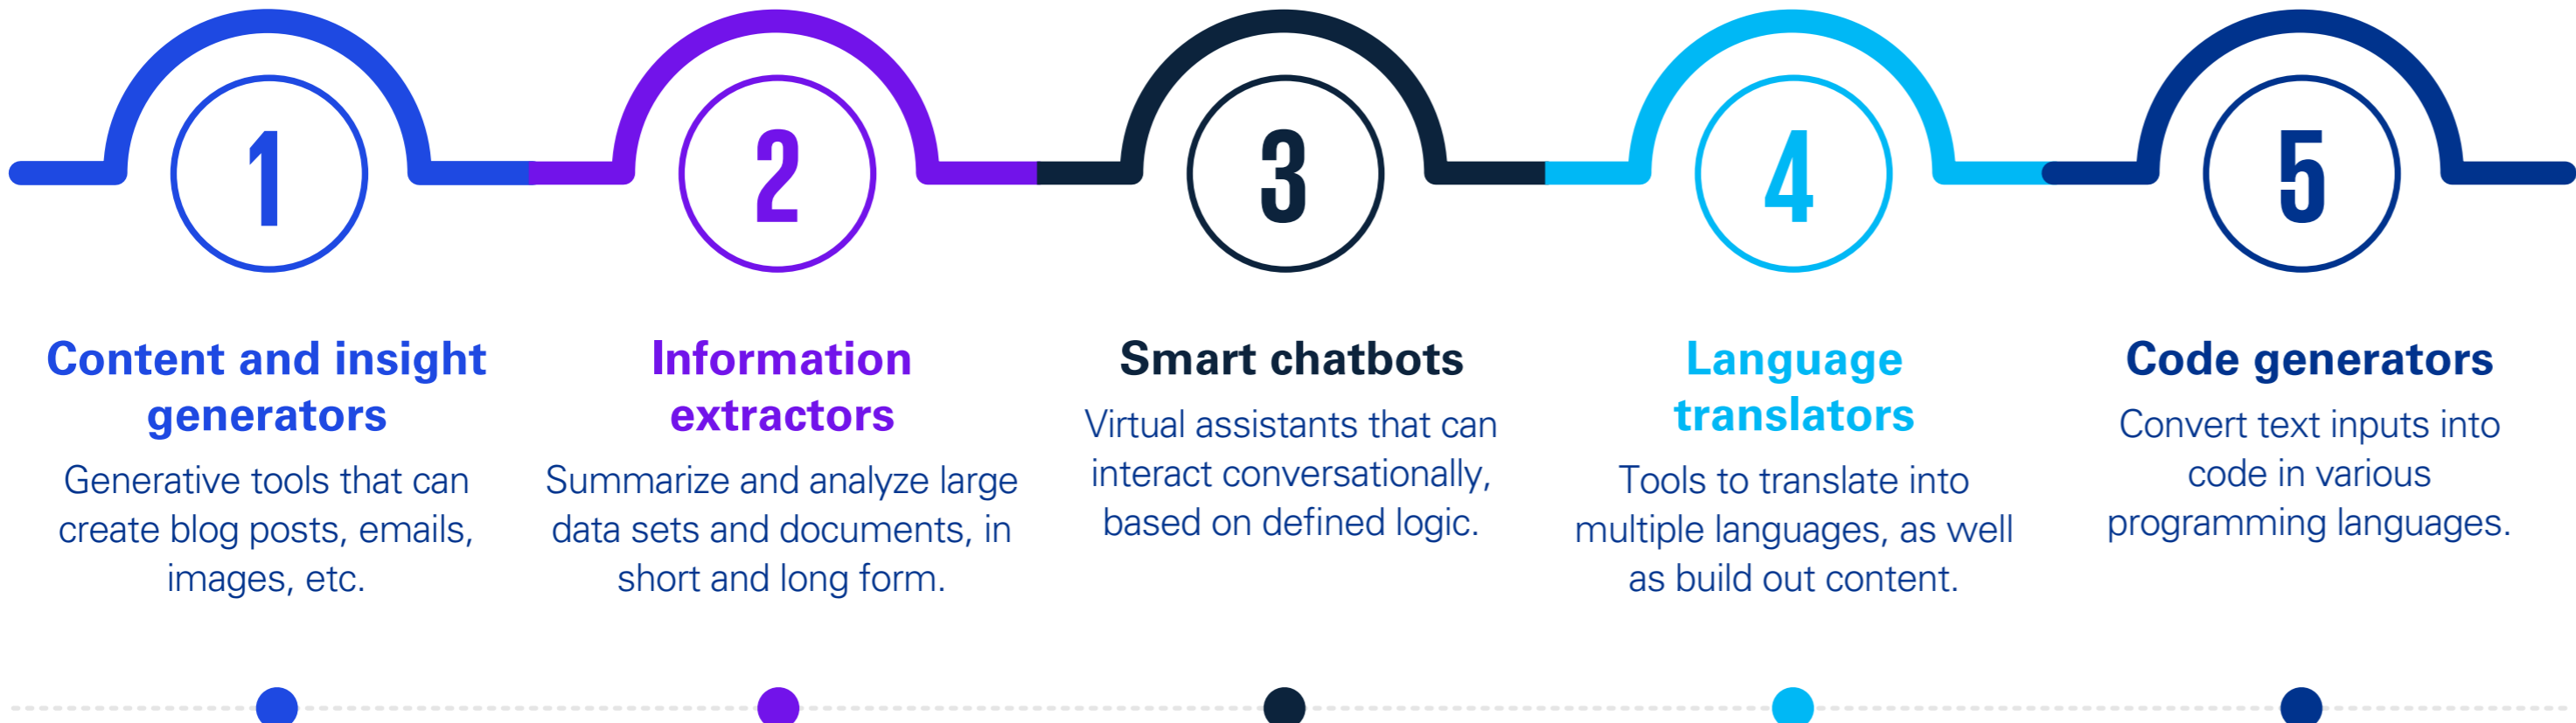 1
Content and insight
generators
Generative tools that can
create blog posts, emails,
images, etc.
2
Information
extractors
Summarize and analyze large
data sets and documents, in
short and long form.
3
Smart chatbots
Virtual assistants that can
interact conversationally,
based on defined logic.
4
Language
translators
Tools to translate into
multiple languages, as well
as build out content.
5
Code generators
Convert text inputs into
code in various
programming languages.